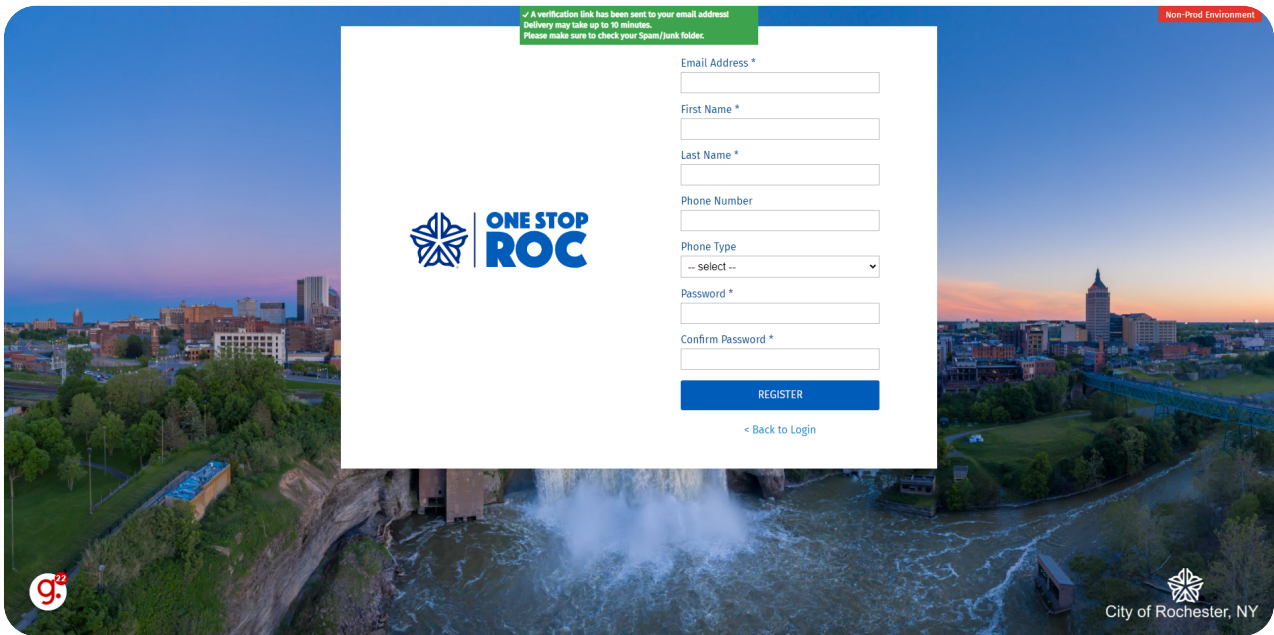 ✓ A verification link has been sent to your email address!
Delivery may take up to 10 minutes.
Please make sure to check your Spam/Junk folder.
Non-Prod Environment
Email Address *
First Name *
Last Name *
Phone Number
Phone Type
-- select --
Password *
Confirm Password *
REGISTER
< Back to Login
ONE STOP
ROC
g.
22
City of Rochester, NY